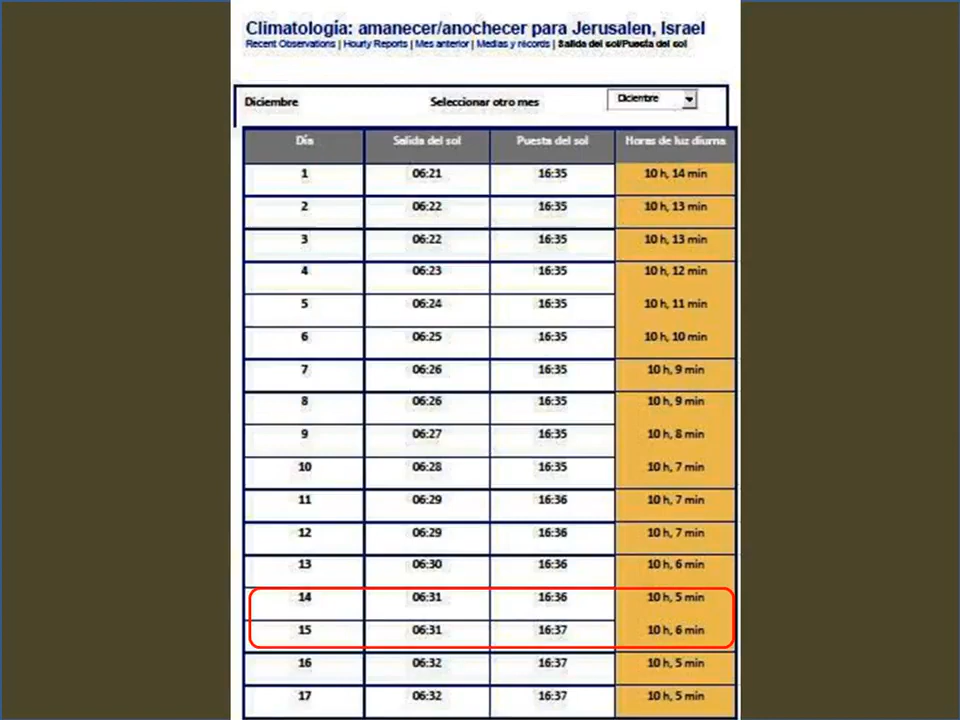 Climatología: amanecer/anochecer para Jerusalen, Israel
Recent Observations | Hourly Reports | Mes anterior | Medias y récords | Salida del sol/Puesta del sol
Diciembre Seleccionar otro mes Diciembre
Día Salida del sol Puesta del sol Horas de luz diurna
1 06:21 16:35 10 h, 14 min
2 06:22 16:35 10 h, 13 min
3 06:22 16:35 10 h, 13 min
4 06:23 16:35 10 h, 12 min
5 06:24 16:35 10 h, 11 min
6 06:25 16:35 10 h, 10 min
7 06:26 16:35 10 h, 9 min
8 06:26 16:35 10 h, 9 min
9 06:27 16:35 10 h, 8 min
10 06:28 16:35 10 h, 7 min
11 06:29 16:36 10 h, 7 min
12 06:29 16:36 10 h, 7 min
13 06:30 16:36 10 h, 6 min
14 06:31 16:36 10 h, 5 min
15 06:31 16:37 10 h, 6 min
16 06:32 16:37 10 h, 5 min
17 06:32 16:37 10 h, 5 min